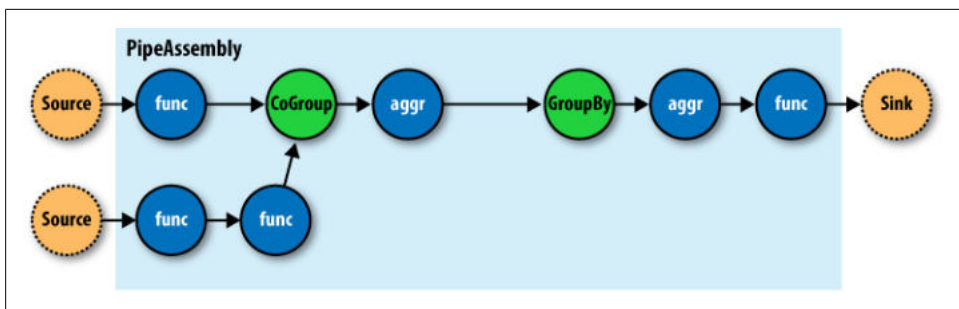 PipeAssembly
Source func CoGroup aggr GroupBy aggr func Sink
Source func func